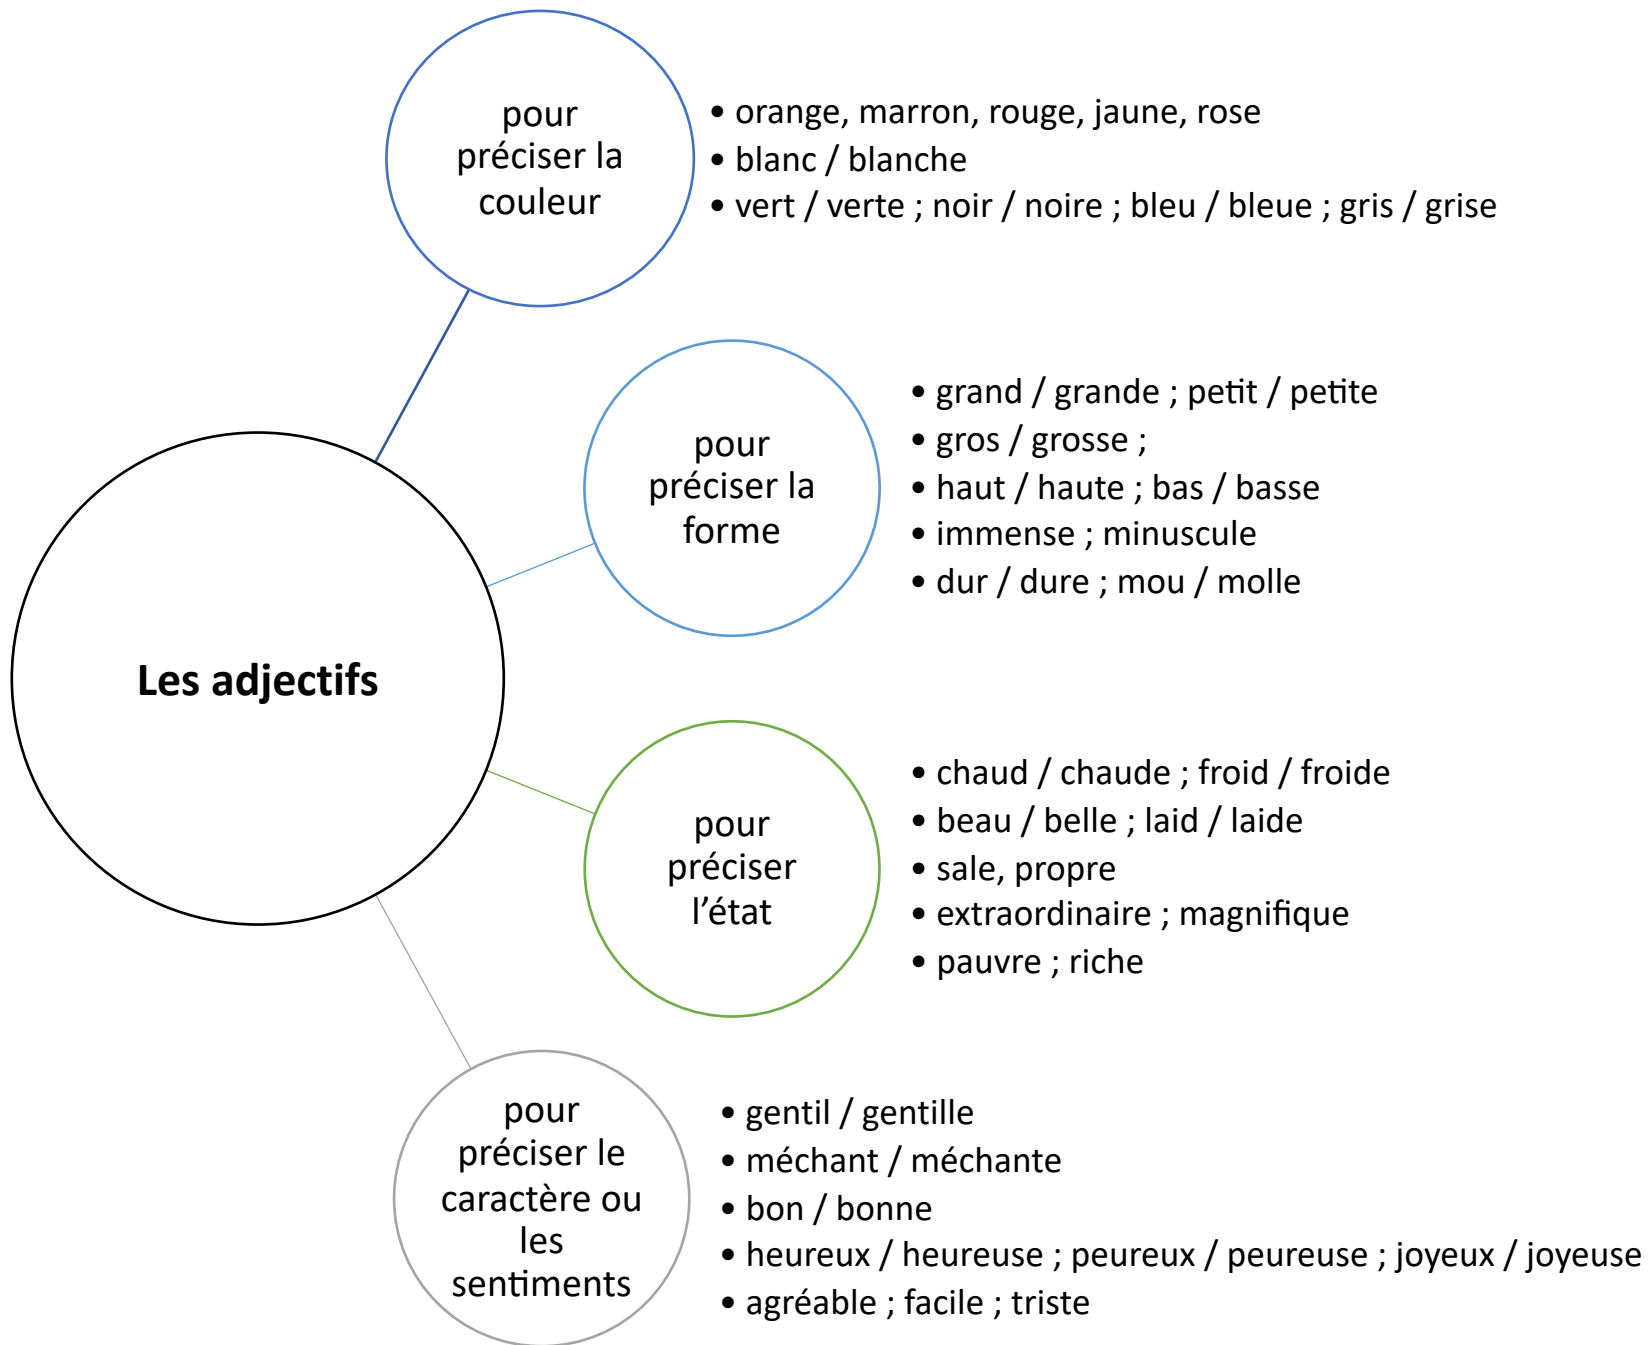 pour
préciser la
couleur
• orange, marron, rouge, jaune, rose
• blanc / blanche
• vert / verte ; noir / noire ; bleu / bleue ; gris / grise
pour
préciser la
forme
• grand / grande ; petit / petite
• gros / grosse ;
• haut / haute ; bas / basse
• immense ; minuscule
• dur / dure ; mou / molle
Les adjectifs
pour
préciser
l’état
• chaud / chaude ; froid / froide
• beau / belle ; laid / laide
• sale, propre
• extraordinaire ; magnifique
• pauvre ; riche
pour
préciser le
caractère ou
les
sentiments
• gentil / gentille
• méchant / méchante
• bon / bonne
• heureux / heureuse ; peureux / peureuse ; joyeux / joyeuse
• agréable ; facile ; triste